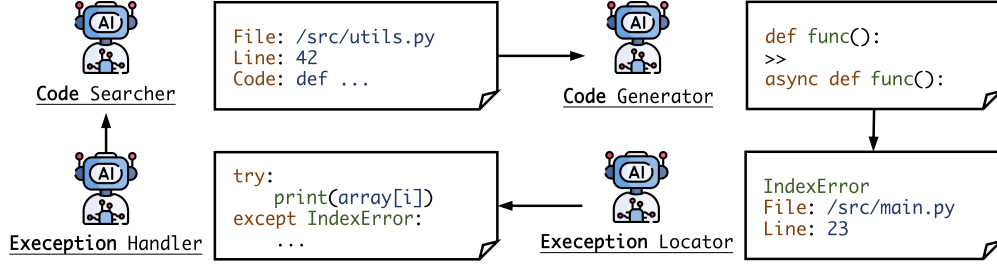 AI
Code Searcher
File: /src/utils.py
Line: 42
Code: def ...
AI
Code Generator
def func():
>>
async def func():
AI
Exeception Handler
try:
    print(array[i])
except IndexError:
    ...
AI
Exeception Locator
IndexError
File: /src/main.py
Line: 23